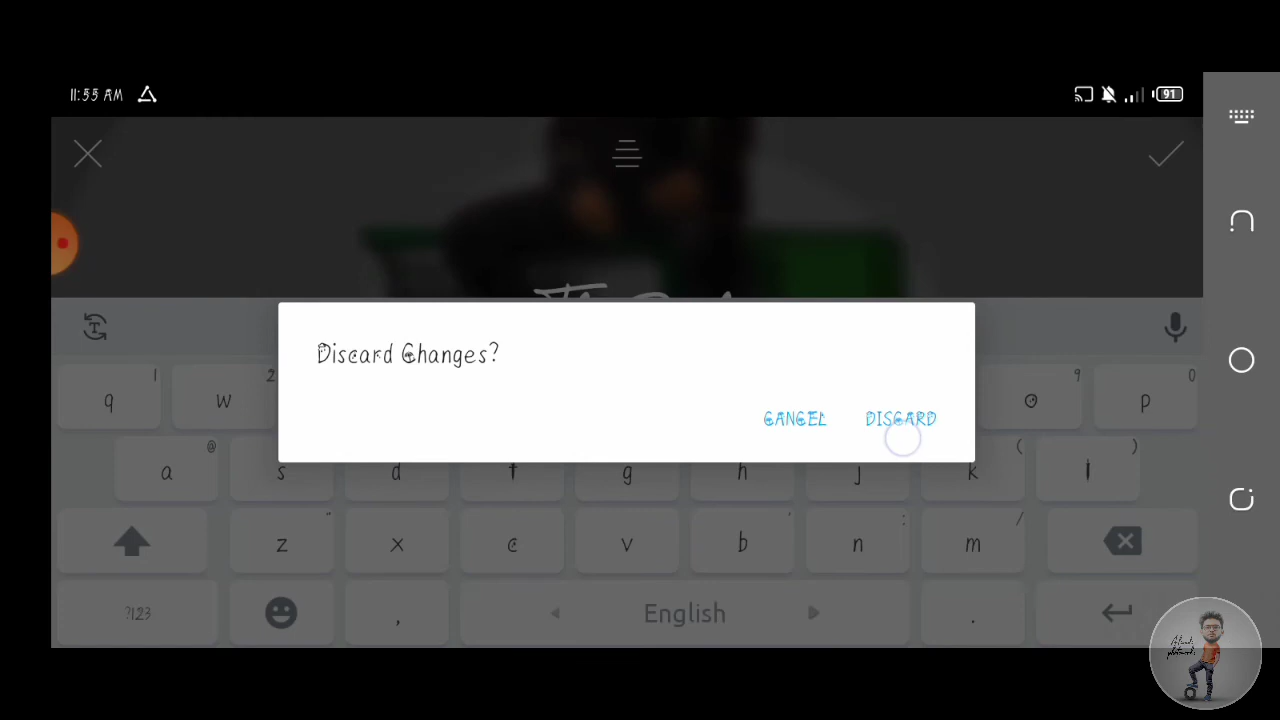 11:55 AM
91
Discard Changes?
CANCEL DISCARD
1 2 9 0
q w o p
@ ( )
a s d f g h j k l
" ' : /
z x c v b n m
?123 , English .